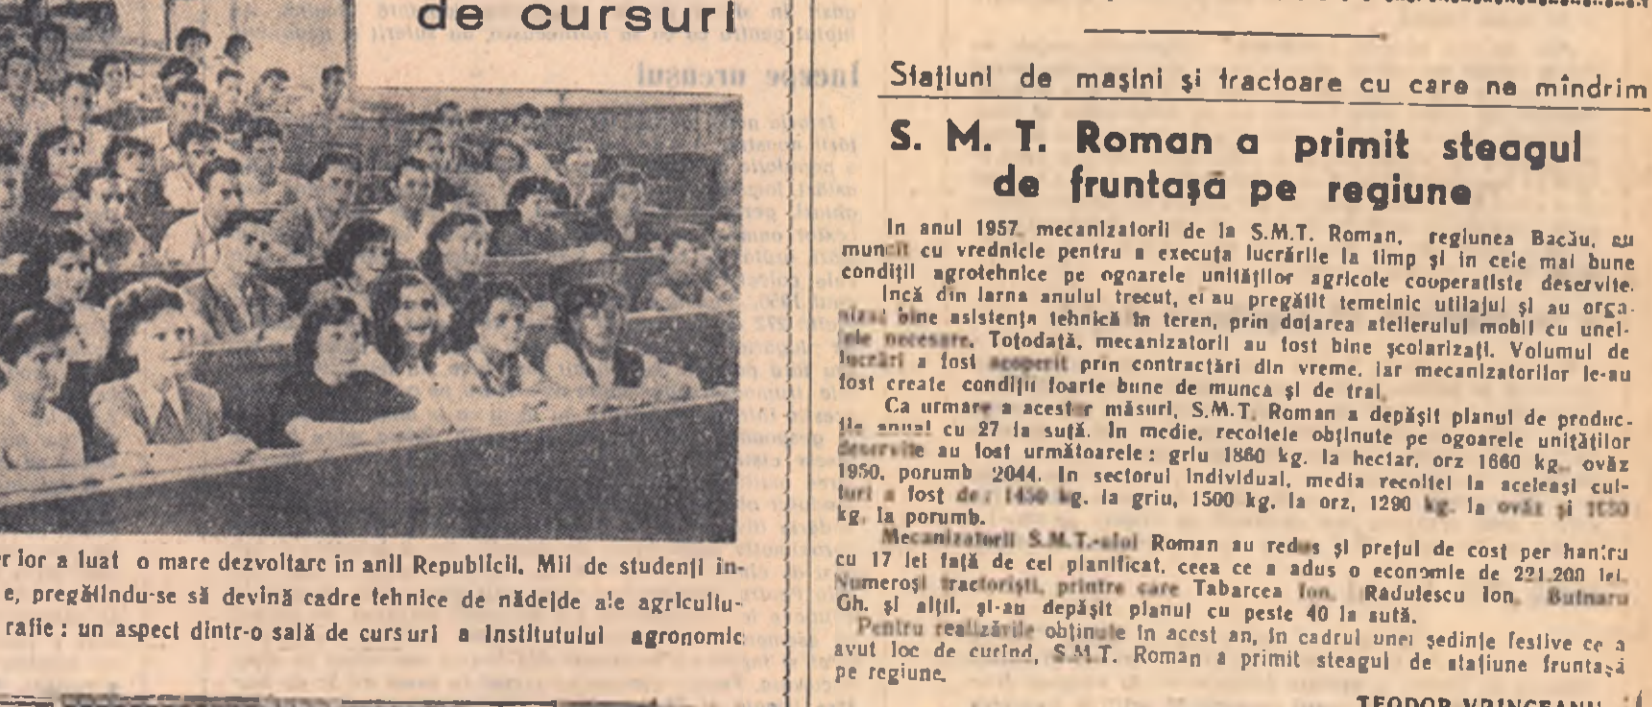 de cursuri
er ior a luat o mare dezvoltare in anii Republicii. Mii de studenți in-
e, pregătindu-se să devină cadre tehnice de nădejde ale agricultu-
rafie : un aspect dintr-o sală de cursuri a Institutului agronomic
Stațiuni de mașini și tractoare cu care ne mîndrim
S. M. T. Roman a primit steagul
de fruntașă pe regiune
In anul 1957, mecanizatorii de la S.M.T. Roman, regiunea Bacău, au
muncit cu vrednicie pentru a executa lucrările la timp și in cele mai bune
condiții agrotehnice pe ogoarele unităților agricole cooperatiste deservite.
Incă din iarna anului trecut, ei au pregătit temeinic utilajul și au orga-
nizat bine asistența tehnică în teren, prin dotarea atelierului mobil cu unel-
tele necesare. Totodată, mecanizatorii au fost bine școlarizați. Volumul de
lucrări a fost acoperit prin contractări din vreme, iar mecanizatorilor le-au
fost create condiții foarte bune de munca și de trai.
Ca urmare a acestor măsuri, S.M.T. Roman a depășit planul de produc-
ție anual cu 27 la sută. In medie, recoltele obținute pe ogoarele unităților
deservite au fost următoarele : griu 1860 kg. la hectar, orz 1660 kg., ovăz
1950, porumb 2044. In sectorul individual, media recoltei la aceleași cul-
turi a fost de : 1450 kg. la griu, 1500 kg. la orz, 1290 kg. la ovăz și
kg. la porumb.
Mecanizatorii S.M.T.-ului Roman au redus și prețul de cost per hantru
cu 17 lei față de cel planificat, ceea ce a adus o economie de 221.200 lei.
Numeroși tractoriști, printre care Tabarcea Ion, Radulescu Ion, Butnaru
Gh. și alții, și-au depășit planul cu peste 40 la sută.
Pentru realizările obținute in acest an, in cadrul unei ședințe festive ce a
avut loc de curind, S.M.T. Roman a primit steagul de stațiune fruntașă
pe regiune.
TEODOR VRINCEANU